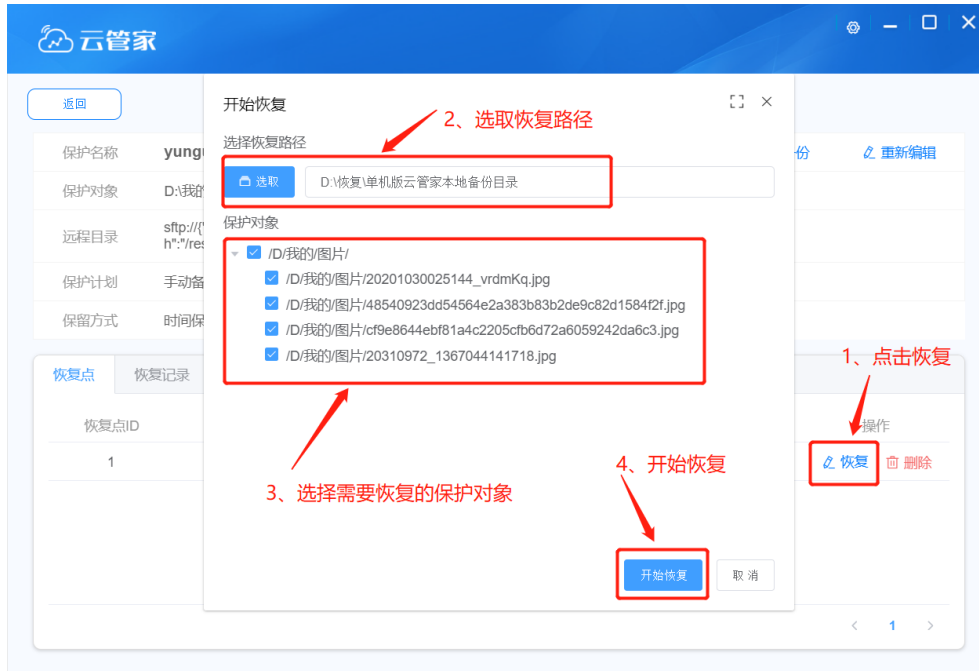 云管家
返回
开始恢复
2、选取恢复路径
选择恢复路径
保护名称
份
重新编辑
选取
D:\恢复\单机版云管家本地备份目录
保护对象
D:\我的
保护对象
远程目录
sftp://{'
h":"/res
/D/我的/图片/
/D/我的/图片/20201030025144_vrdmKq.jpg
保护计划
手动备
/D/我的/图片/48540923dd54564e2a383b83b2de9c82d1584f2f.jpg
保留方式
时间保
/D/我的/图片/cf9e8644ebf81a4c2205cfb6d72a6059242da6c3.jpg
/D/我的/图片/20310972_1367044141718.jpg
1、点击恢复
恢复点
恢复记录
恢复点ID
操作
1
恢复
删除
3、选择需要恢复的保护对象
4、开始恢复
开始恢复
取 消
1